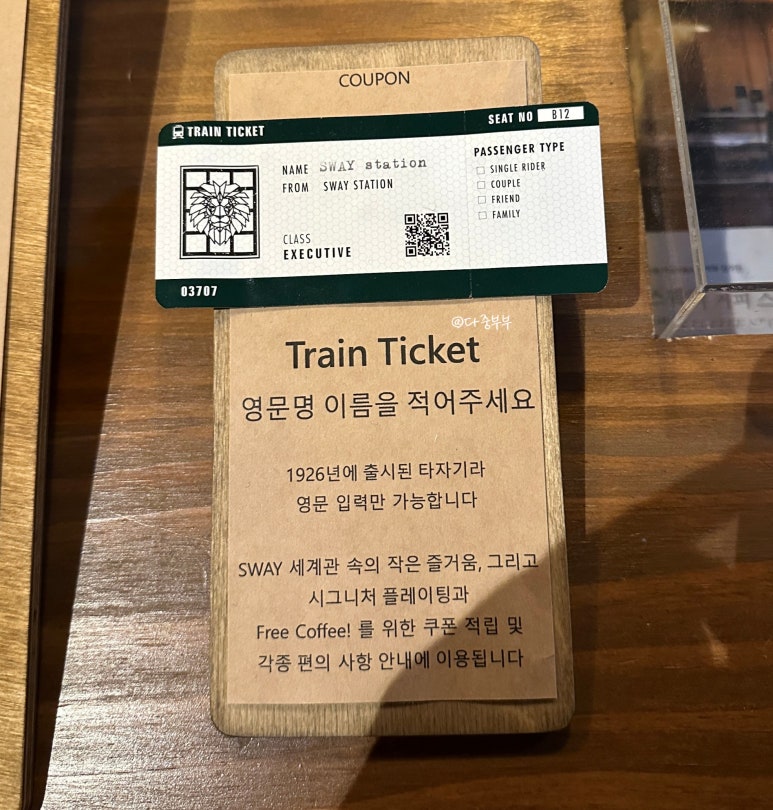 COUPON
TRAIN TICKET
SEAT NO B12
NAME SWAY station
FROM SWAY STATION
CLASS
EXECUTIVE
PASSENGER TYPE
SINGLE RIDER
COUPLE
FRIEND
FAMILY
03707
@다중부부
Train Ticket
영문명 이름을 적어주세요
1926년에 출시된 타자기라
영문 입력만 가능합니다
SWAY 세계관 속의 작은 즐거움, 그리고
시그니처 플레이팅과
Free Coffee! 를 위한 쿠폰 적립 및
각종 편의 사항 안내에 이용됩니다